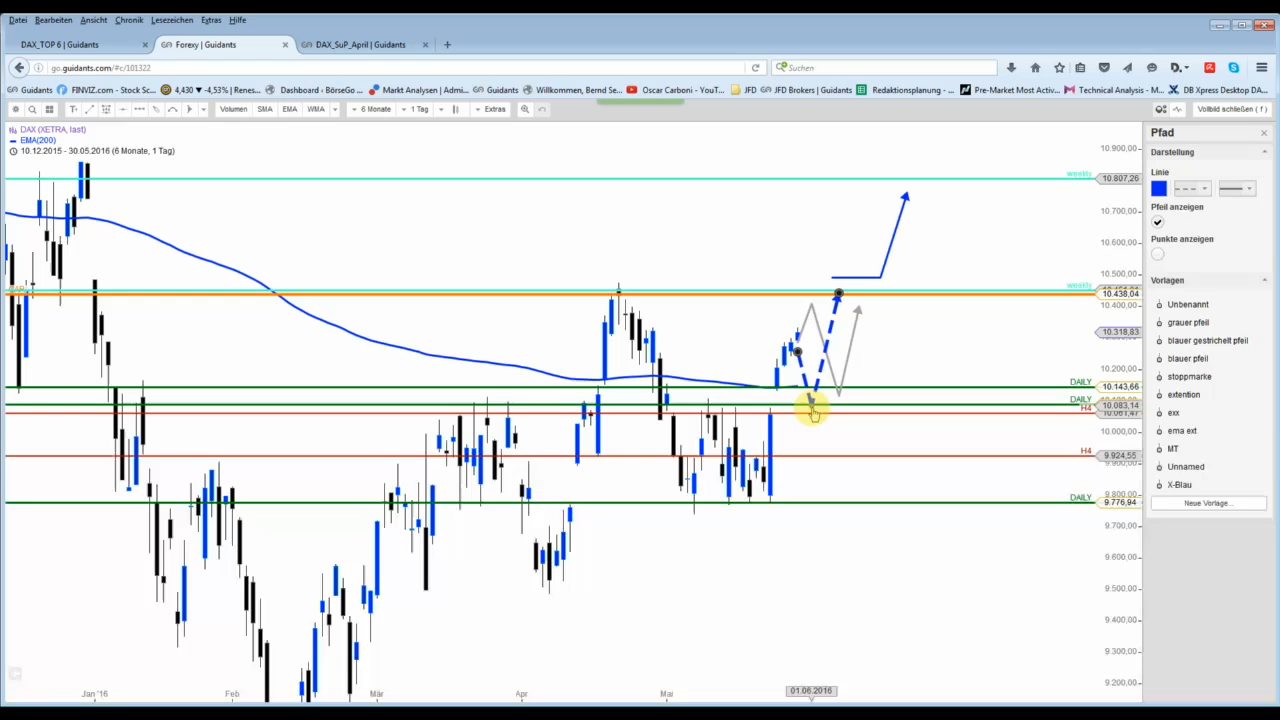 Datei Bearbeiten Ansicht Chronik Lesezeichen Extras Hilfe
DAX_TOP 6 | Guidants × Forexy | Guidants × DAX_SuP_April | Guidants × +
go.guidants.com/#c/101322
Suchen
Guidants FINVIZ.com - Stock Sc... 4,430 -4,53% | Renes... Dashboard - BörseGo ... Markt Analysen | Admi... Guidants Willkommen, Bernd Se... Oscar Carboni - YouT... JFD JFD Brokers | Guidants Redaktionsplanung - ... Pre-Market Most Activ... Technical Analysis - M... DB Xpress Desktop DA...
Volumen SMA EMA WMA 6 Monate 1 Tag Extras Vollbild schließen ( f )
DAX (XETRA, last)
EMA(200)
10.12.2015 - 30.05.2016 (6 Monate, 1 Tag)
10.900,00
weekly 10.807,26
10.700,00
10.600,00
10.500,00
weekly
10.438,04
10.400,00
10.318,83
10.200,00
DAILY 10.143,66
DAILY 10.083,14
H4 10.061,47
10.000,00
H4 9.924,55
9.900,00
9.800,00
DAILY 9.776,94
9.700,00
9.600,00
9.500,00
9.400,00
9.300,00
9.200,00
Jan '16 Feb Mär Apr Mai 01.06.2016
Pfad ×
Darstellung
Linie
Pfeil anzeigen
Punkte anzeigen
Vorlagen
Unbenannt
grauer pfeil
blauer gestrichelt pfeil
blauer pfeil
stoppmarke
extention
exx
ema ext
MT
Unnamed
X-Blau
Neue Vorlage...